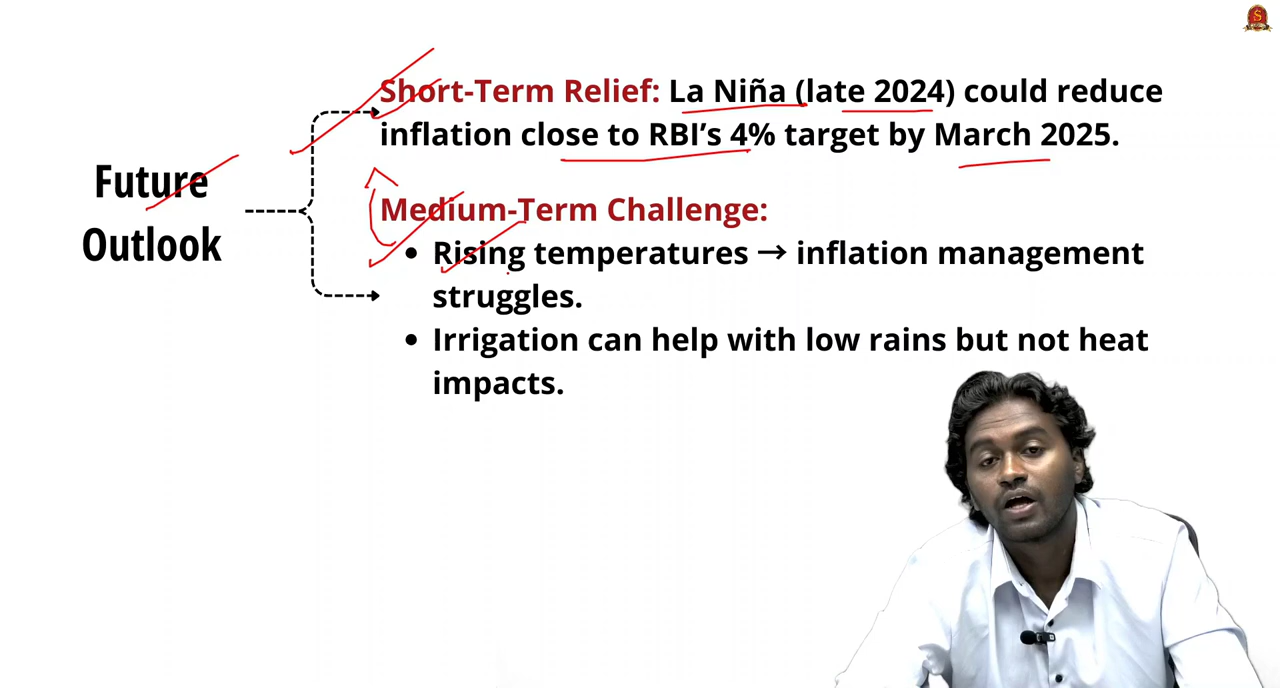 Short-Term Relief: La Niña (late 2024) could reduce
inflation close to RBI's 4% target by March 2025.
Future
Outlook
Medium-Term Challenge:
• Rising temperatures → inflation management
struggles.
• Irrigation can help with low rains but not heat
impacts.